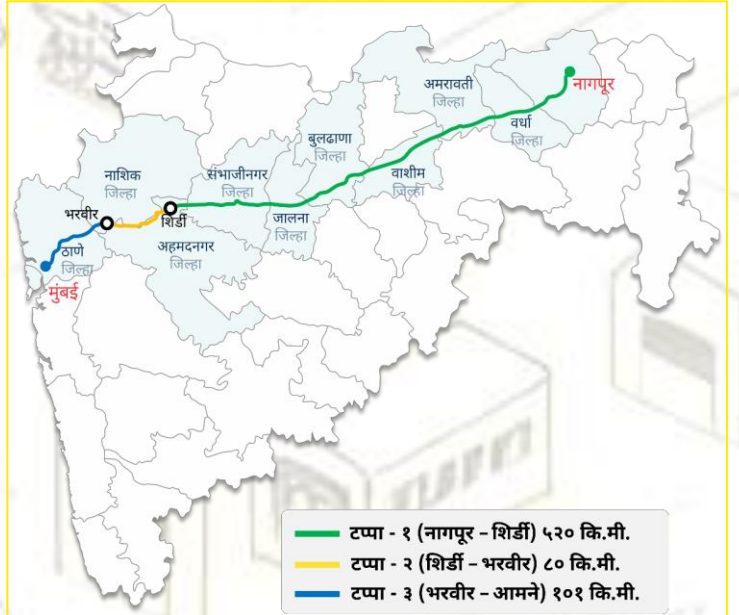 अमरावती
जिल्हा
नागपूर
वर्धा
जिल्हा
बुलढाणा
जिल्हा
वाशीम
जिल्हा
नाशिक
जिल्हा
संभाजीनगर
जिल्हा
भरवीर
शिर्डी
जालना
जिल्हा
अहमदनगर
जिल्हा
ठाणे
जिल्हा
मुंबई
टप्पा - १ (नागपूर – शिर्डी) ५२० कि.मी.
टप्पा - २ (शिर्डी – भरवीर) ८० कि.मी.
टप्पा - ३ (भरवीर – आमने) १०१ कि.मी.